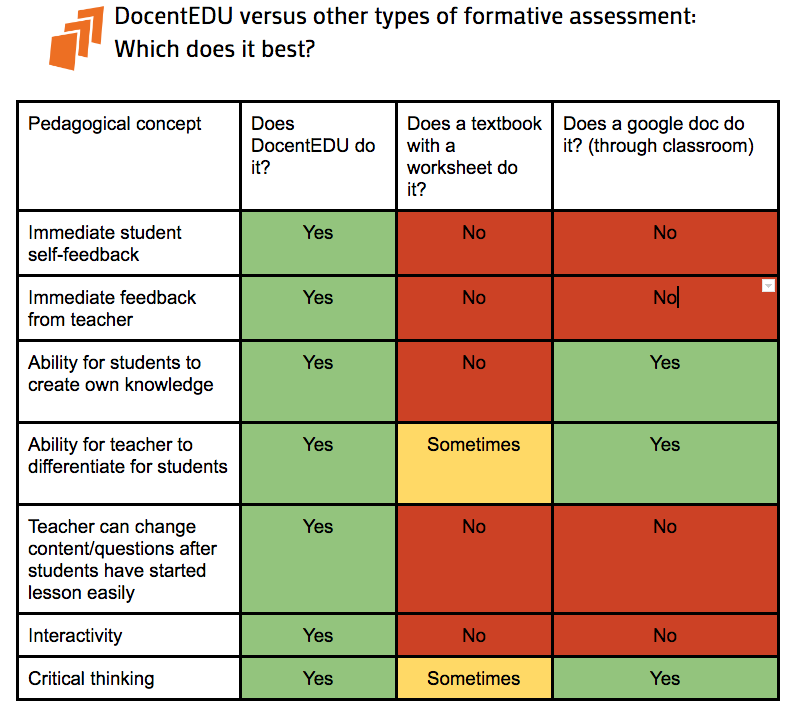 DocentEDU versus other types of formative assessment:
Which does it best?
Pedagogical concept
Does
DocentEDU do
it?
Does a textbook
with a
worksheet do
it?
Does a google doc do
it? (through classroom)
Immediate student
self-feedback
Yes
No
No
Immediate feedback
from teacher
Yes
No
No
Ability for students to
create own knowledge
Yes
No
Yes
Ability for teacher to
differentiate for students
Yes
Sometimes
Yes
Teacher can change
content/questions after
students have started
lesson easily
Yes
No
No
Interactivity
Yes
No
No
Critical thinking
Yes
Sometimes
Yes